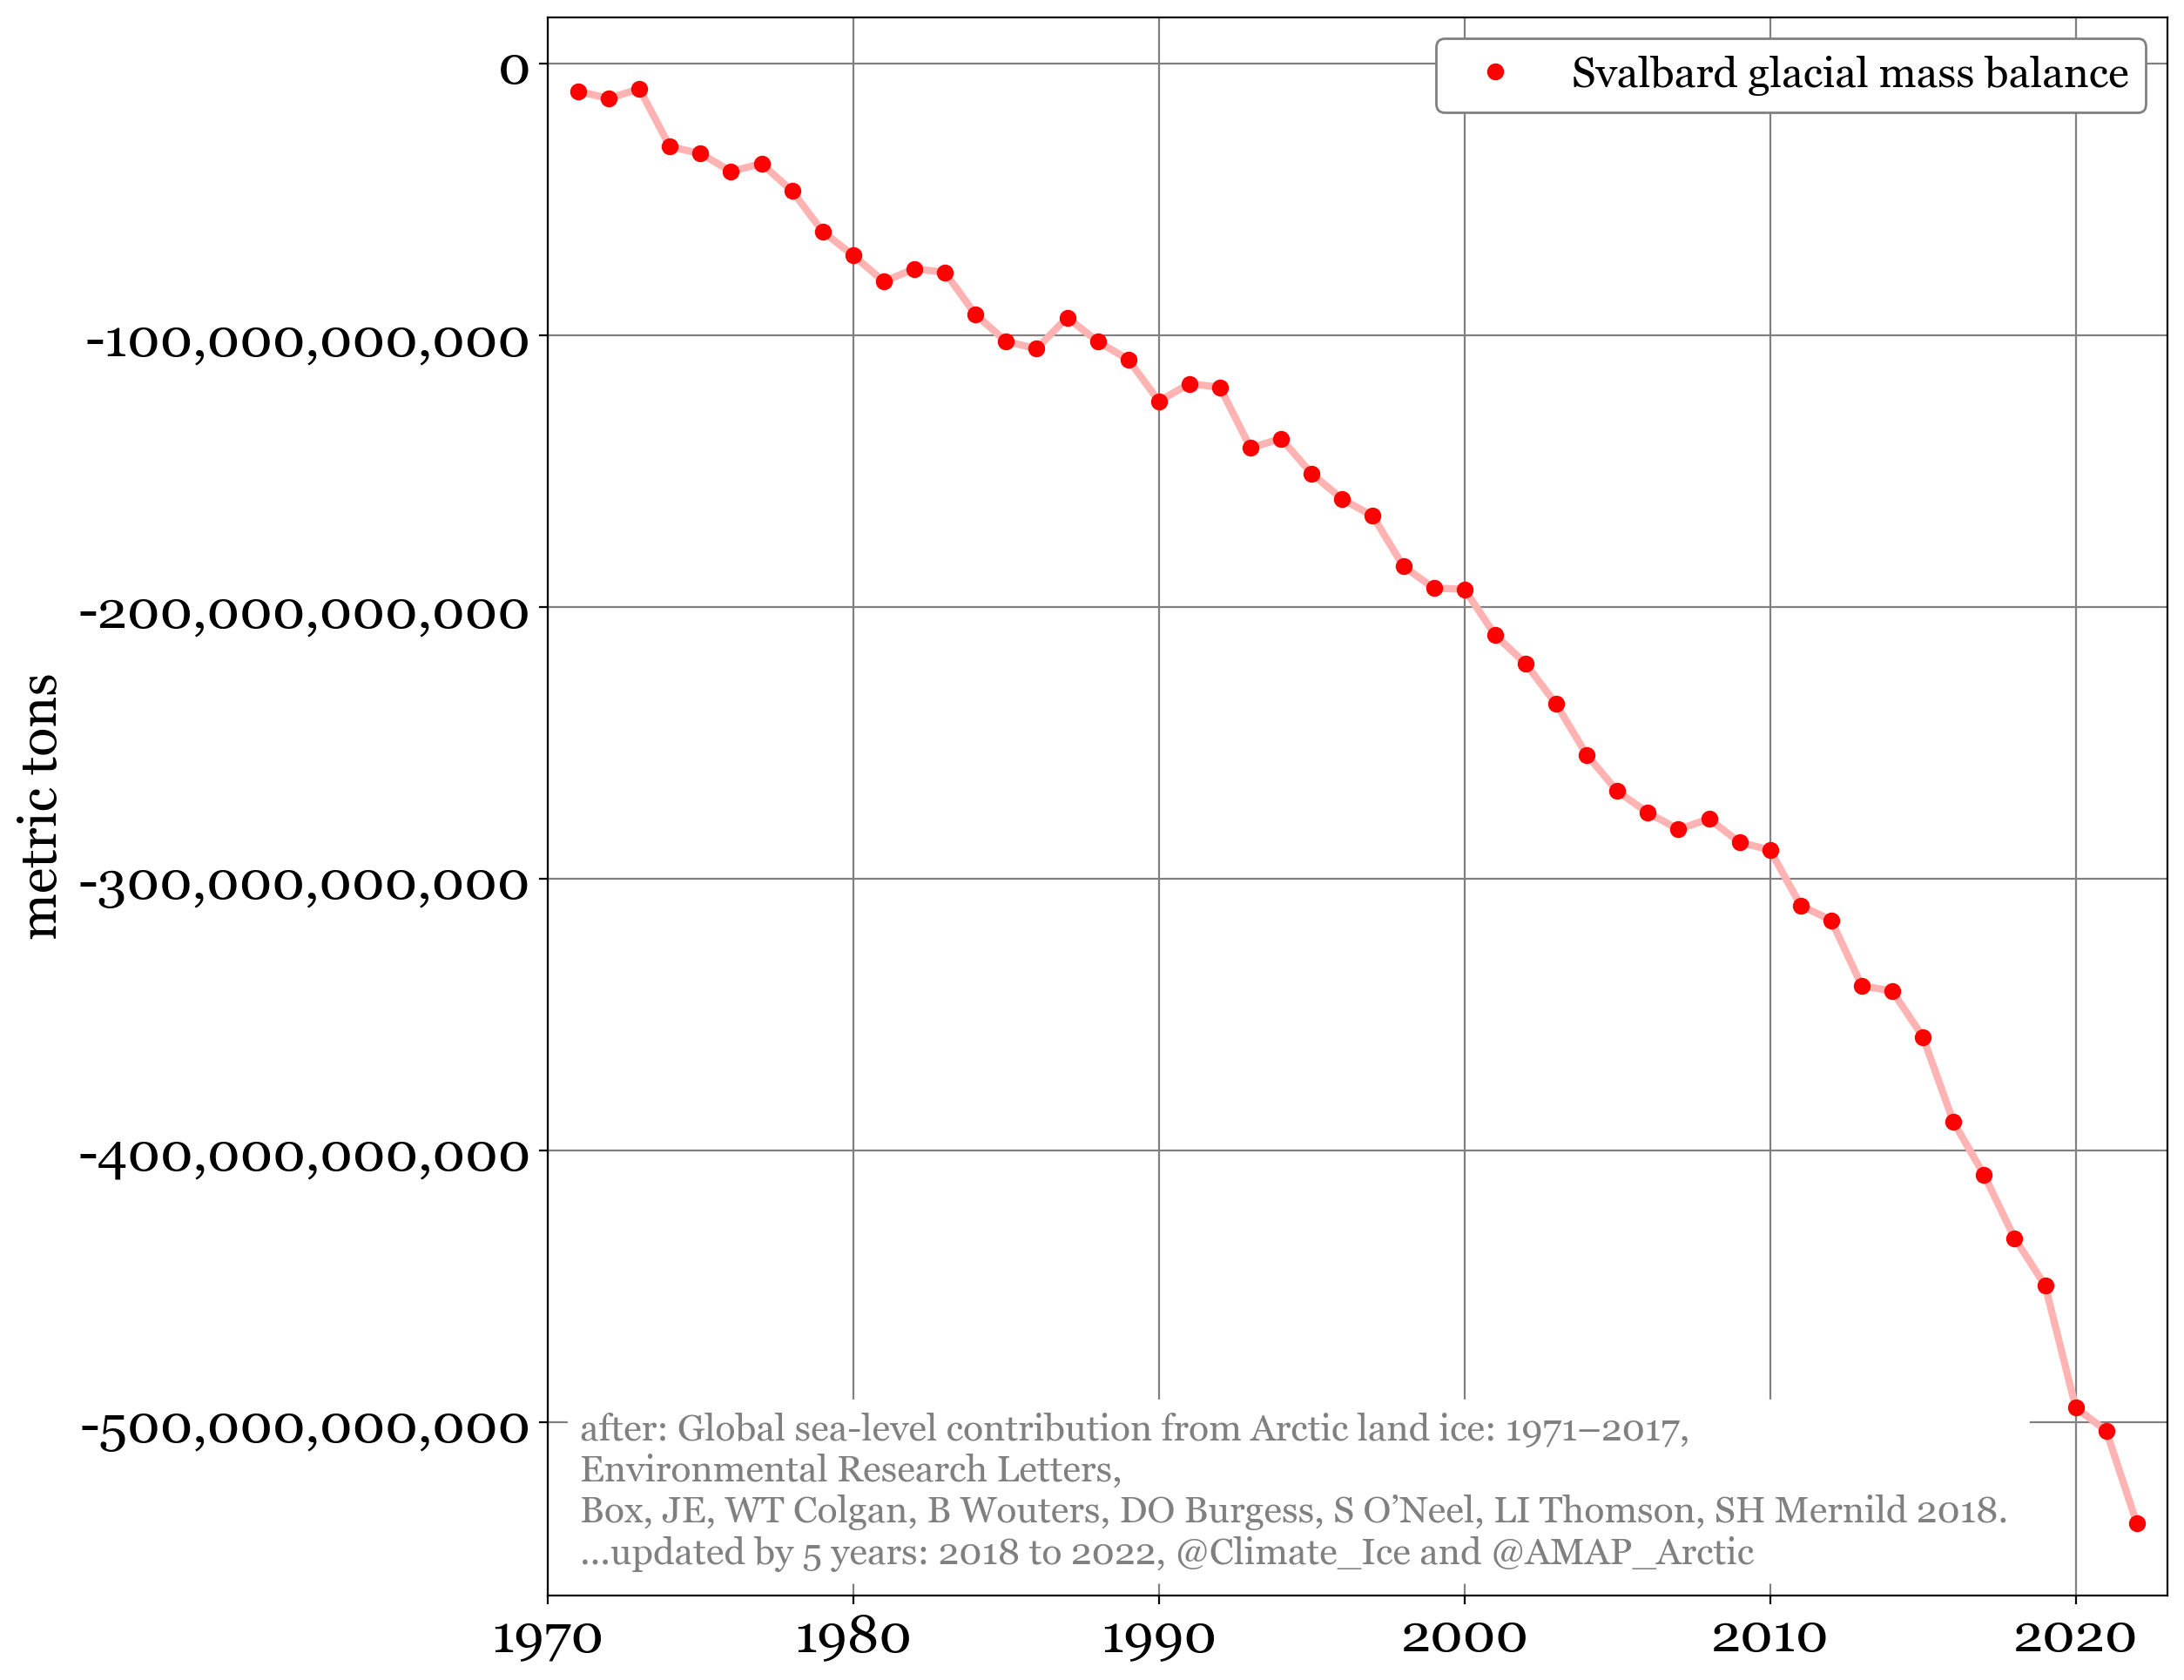 Svalbard glacial mass balance
0
-100,000,000,000
-200,000,000,000
-300,000,000,000
-400,000,000,000
-500,000,000,000
metric tons
after: Global sea-level contribution from Arctic land ice: 1971–2017,
Environmental Research Letters,
Box, JE, WT Colgan, B Wouters, DO Burgess, S O’Neel, LI Thomson, SH Mernild 2018.
...updated by 5 years: 2018 to 2022, @Climate_Ice and @AMAP_Arctic
1970 1980 1990 2000 2010 2020